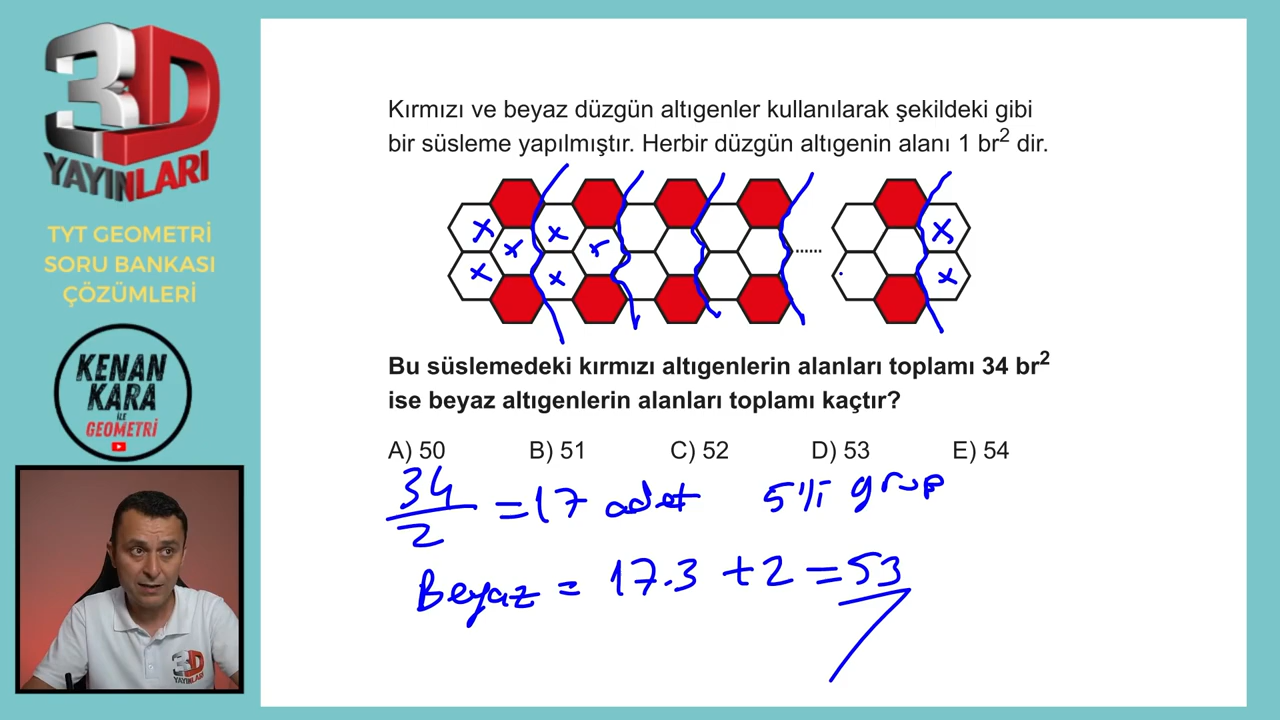 3D
YAYINLARI
TYT GEOMETRİ
SORU BANKASI
ÇÖZÜMLERİ
KENAN
KARA
İLE
GEOMETRİ
3D
YAYINLARI
Kırmızı ve beyaz düzgün altıgenler kullanılarak şekildeki gibi
bir süsleme yapılmıştır. Herbir düzgün altıgenin alanı 1 br² dir.
x x x x r x x x
......
Bu süslemedeki kırmızı altıgenlerin alanları toplamı 34 br²
ise beyaz altıgenlerin alanları toplamı kaçtır?
A) 50 B) 51 C) 52 D) 53 E) 54
34/2 = 17 adet 5'li grup
Beyaz = 17.3 + 2 = 53